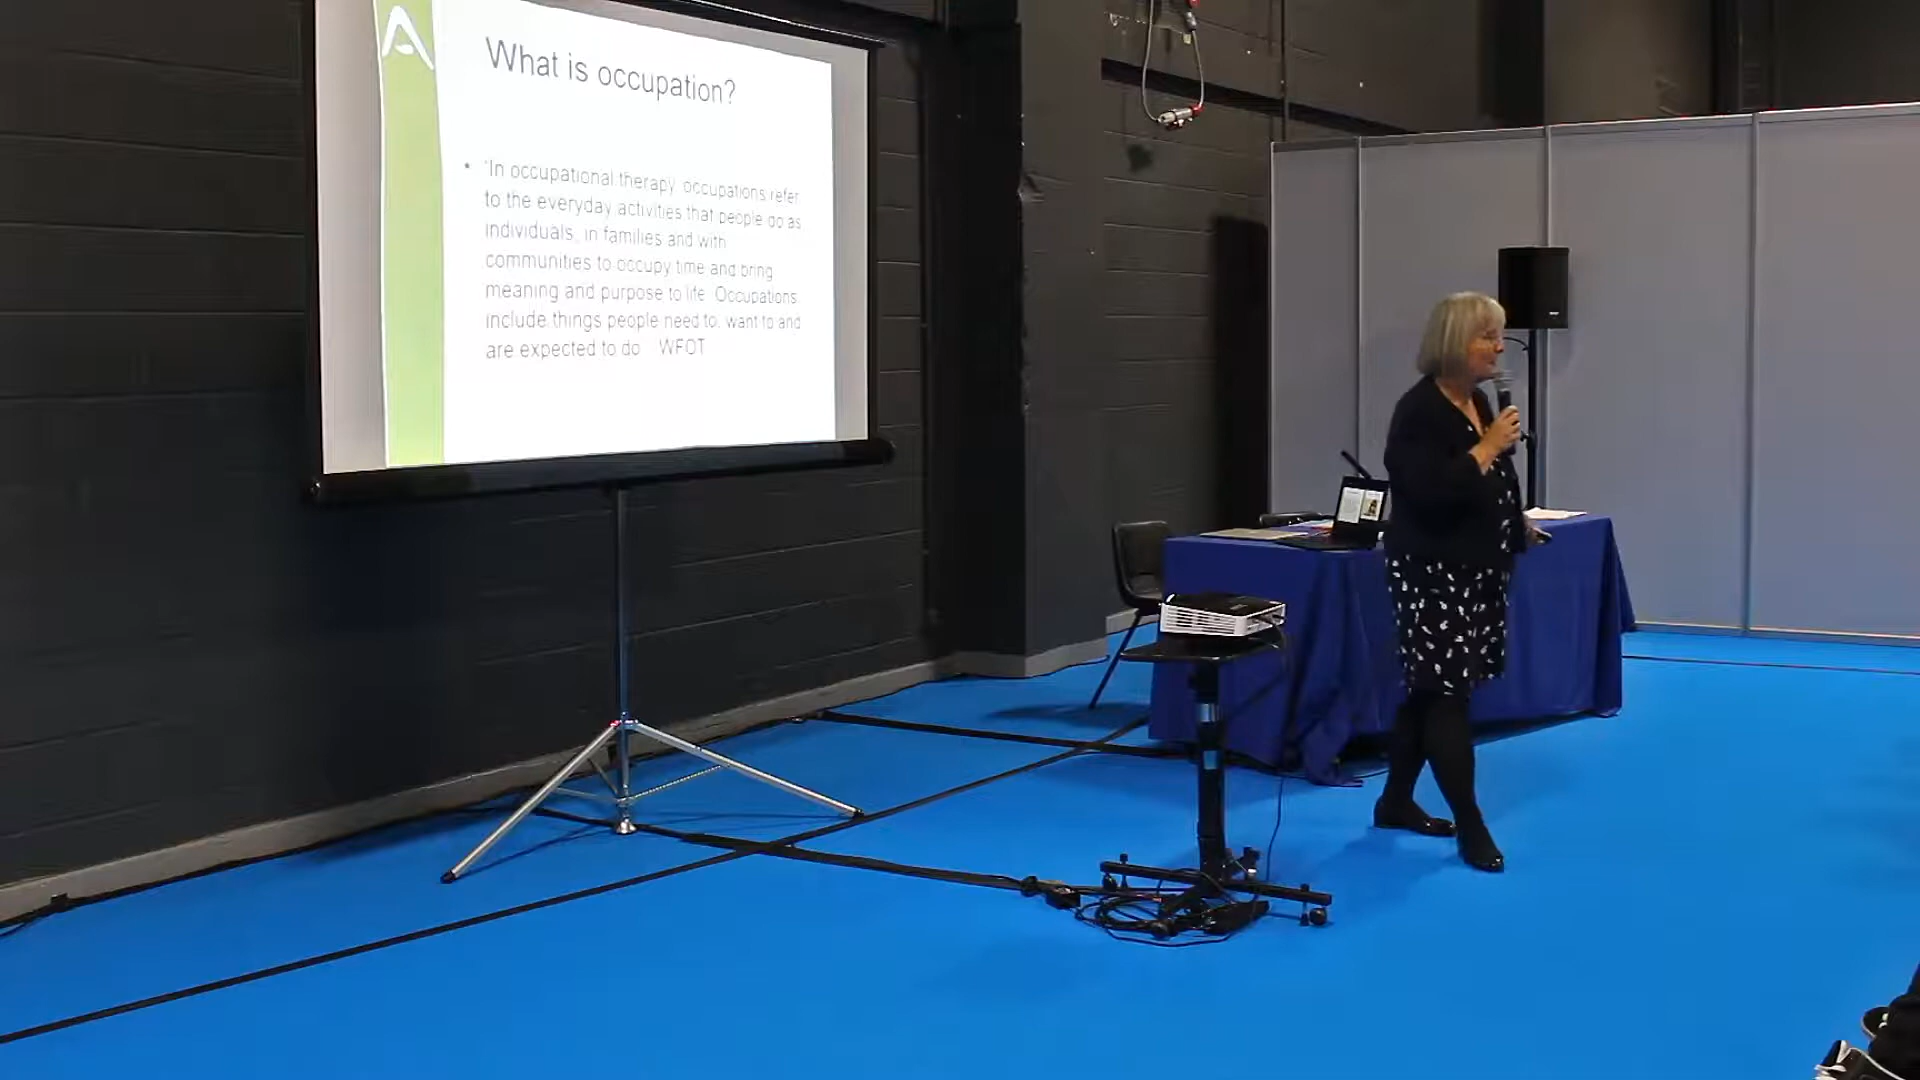 What is occupation?
• 'In occupational therapy, occupations refer
to the everyday activities that people do as
individuals, in families and with
communities to occupy time and bring
meaning and purpose to life. Occupations
include things people need to, want to and
are expected to do WFOT